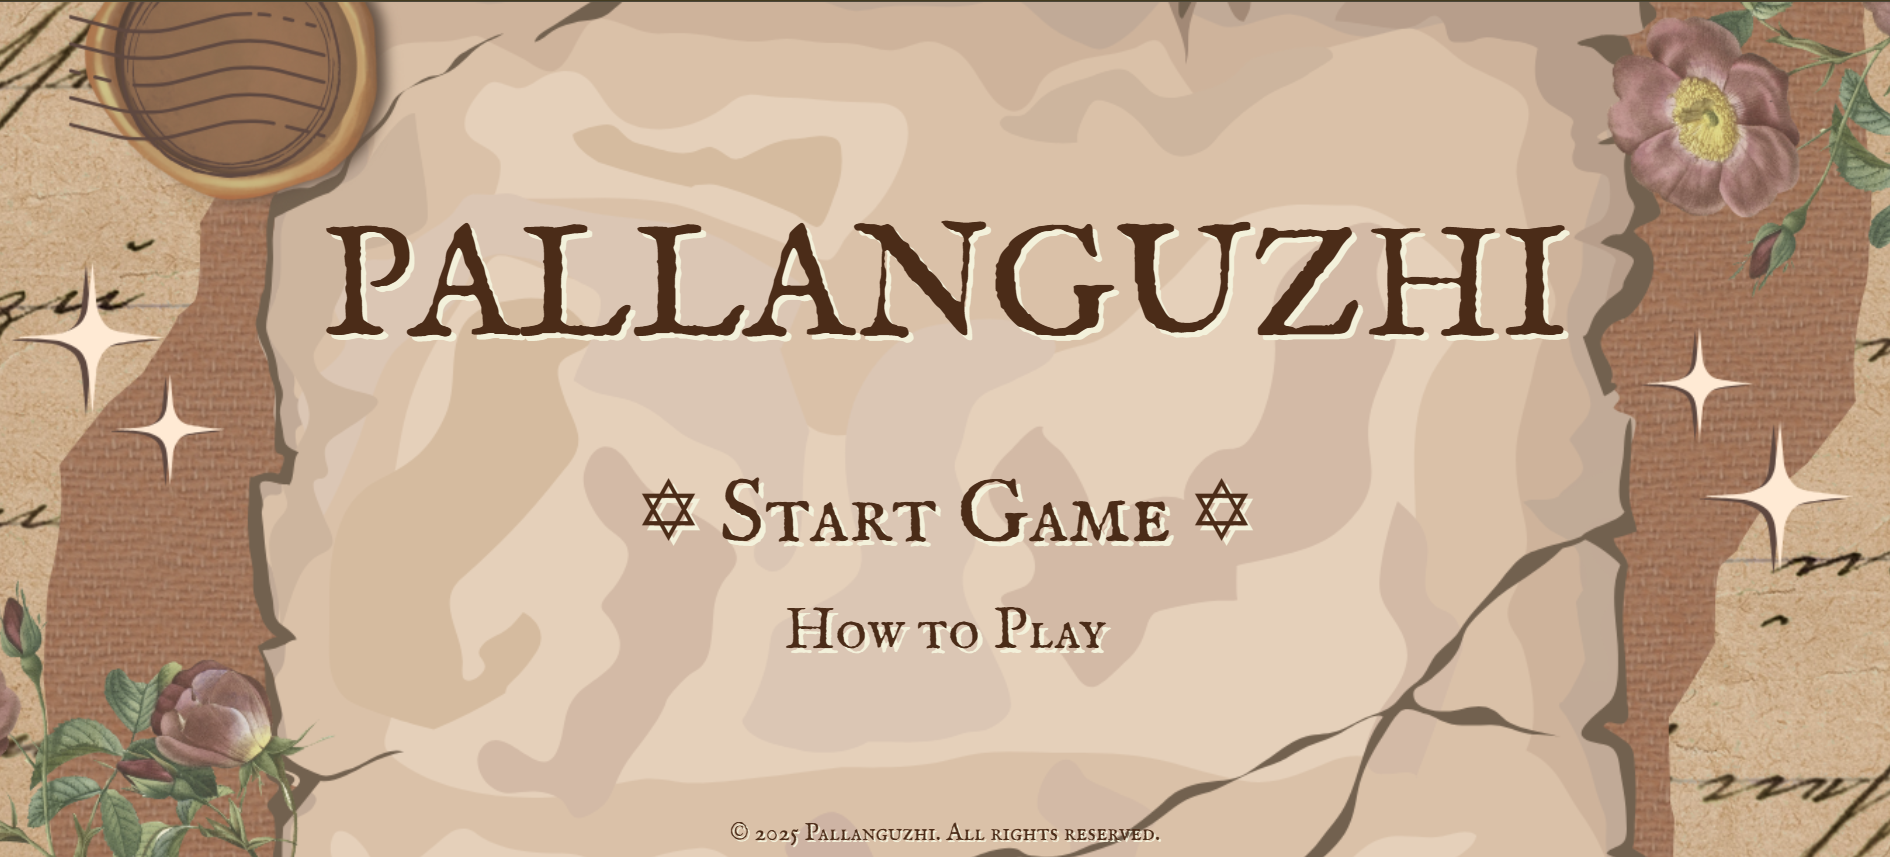 PALLANGUZHI
✡ Start Game ✡
How to Play
© 2025 Pallanguzhi. All rights reserved.